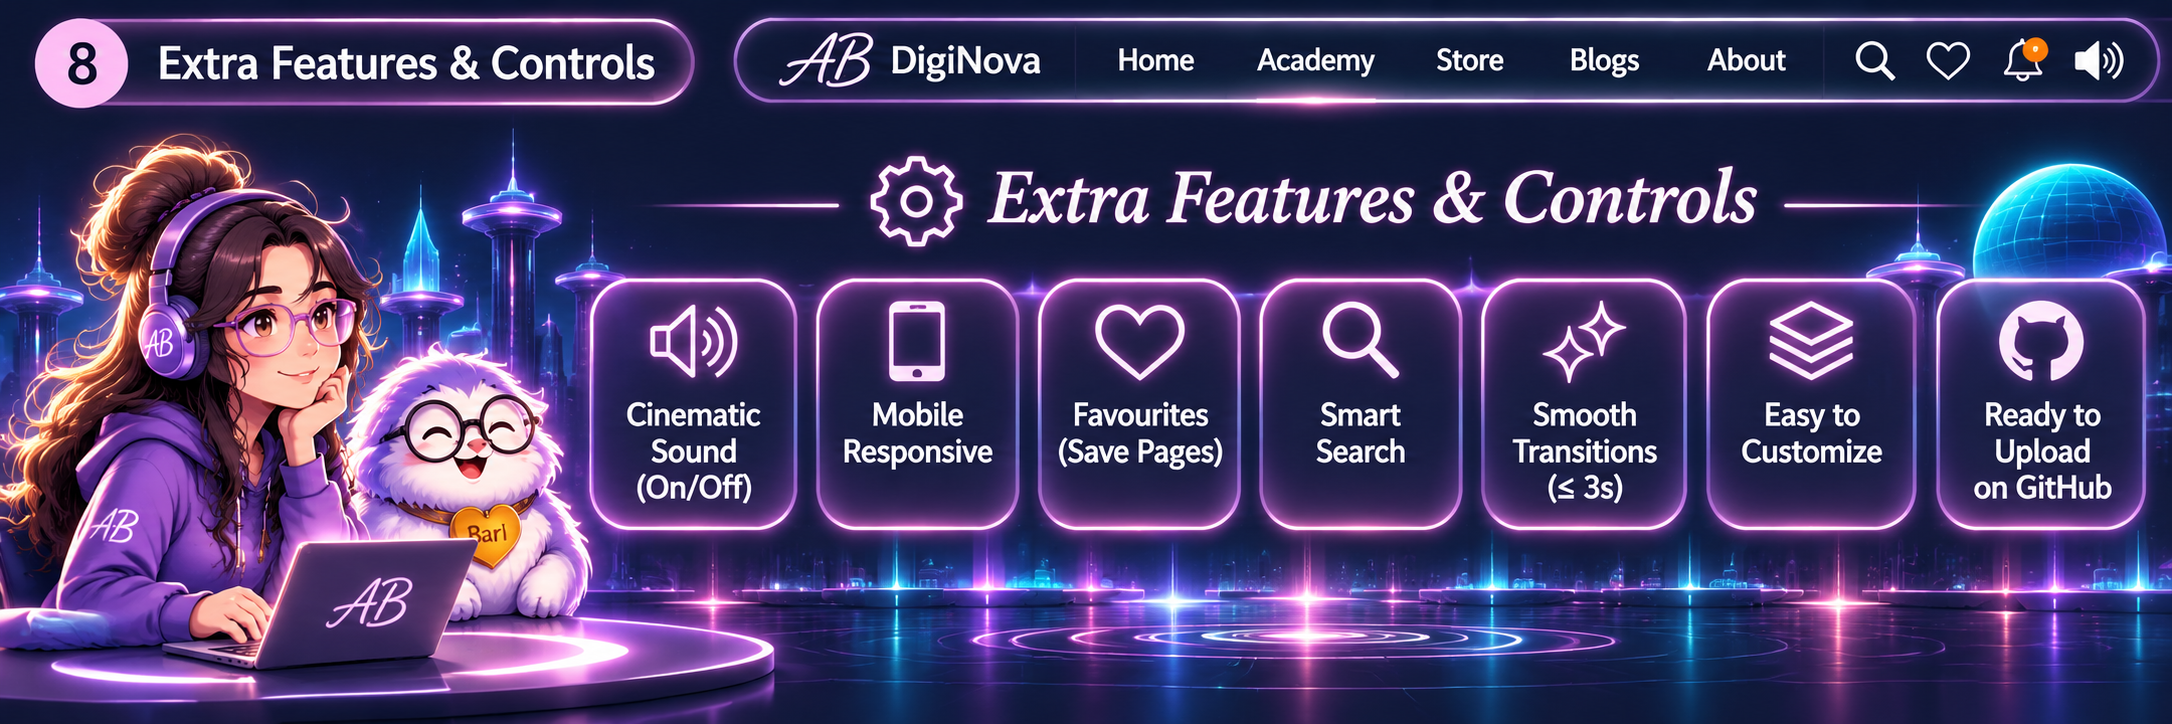 8 Extra Features & Controls
AB DigiNova Home Academy Store Blogs About
Extra Features & Controls
Cinematic
Sound
(On/Off)
Mobile
Responsive
Favourites
(Save Pages)
Smart
Search
Smooth
Transitions
(≤ 3s)
Easy to
Customize
Ready to
Upload
on GitHub
AB
AB
Barl
AB